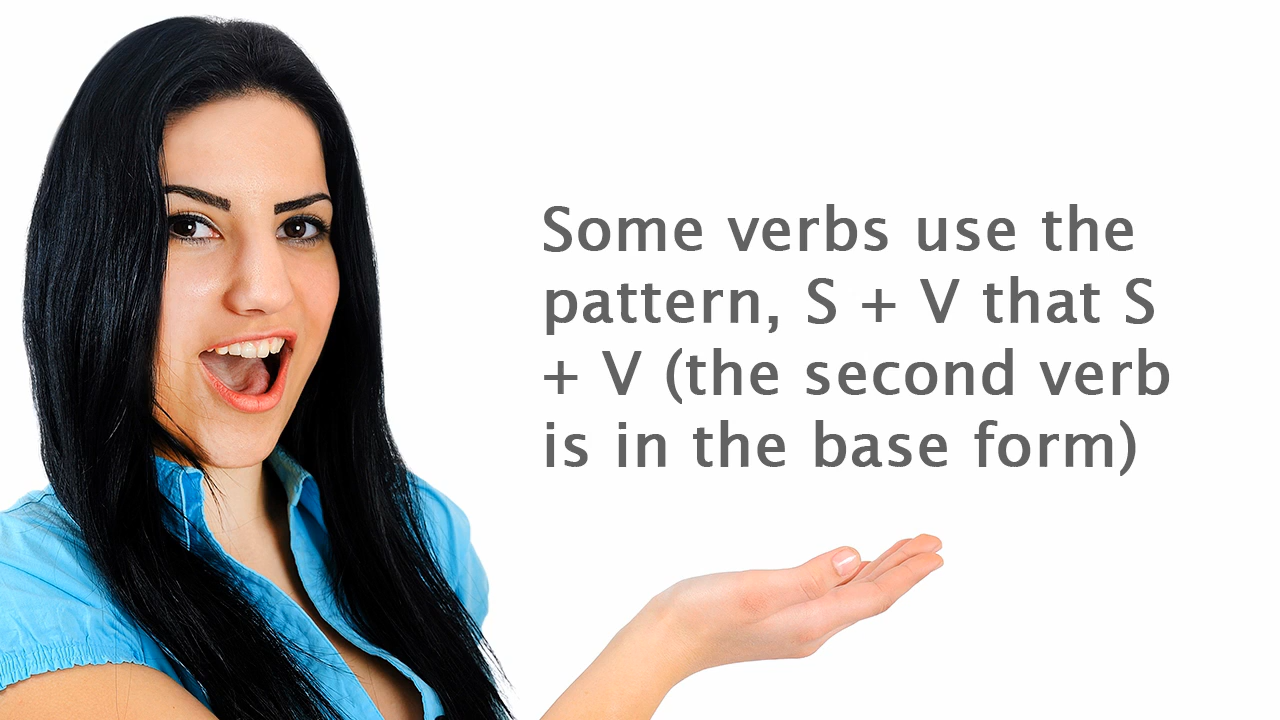 Some verbs use the
pattern, S + V that S
+ V (the second verb
is in the base form)